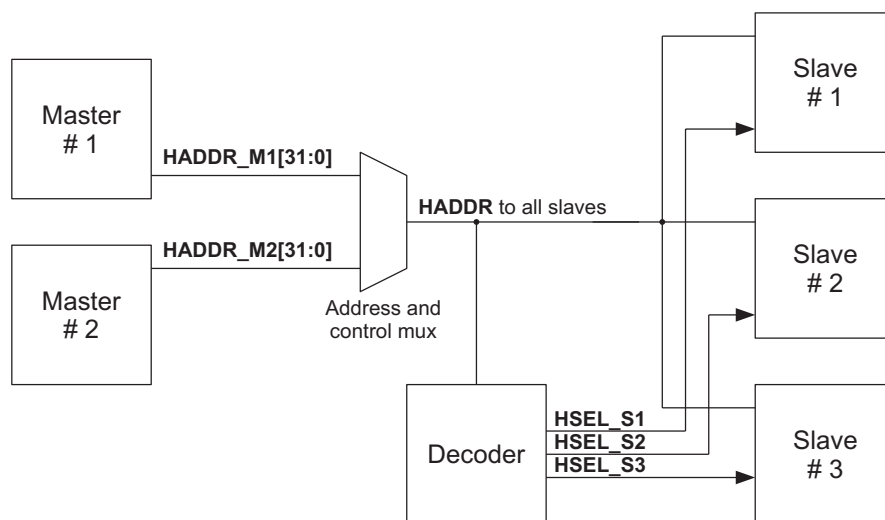 Master
# 1
HADDR_M1[31:0]
Master
# 2
HADDR_M2[31:0]
Address and
control mux
HADDR to all slaves
Decoder
HSEL_S1
HSEL_S2
HSEL_S3
Slave
# 1
Slave
# 2
Slave
# 3